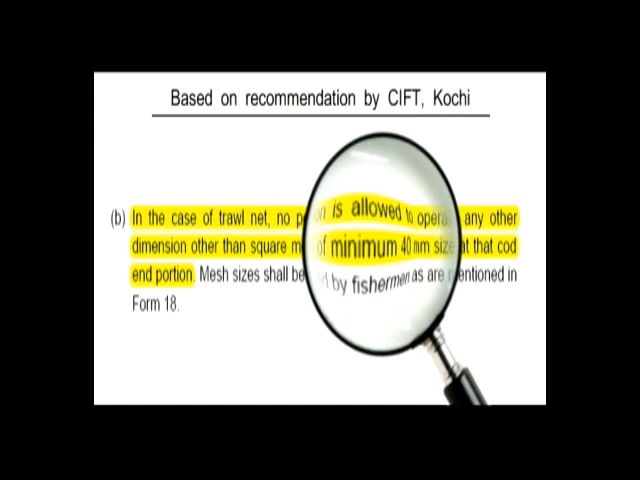 Based on recommendation by CIFT, Kochi
(b) In the case of trawl net, no is allowed to any other
dimension other than square of minimum 40 mm size at that cod
end portion. Mesh sizes shall be by fishermen as are mentioned in
Form 18.